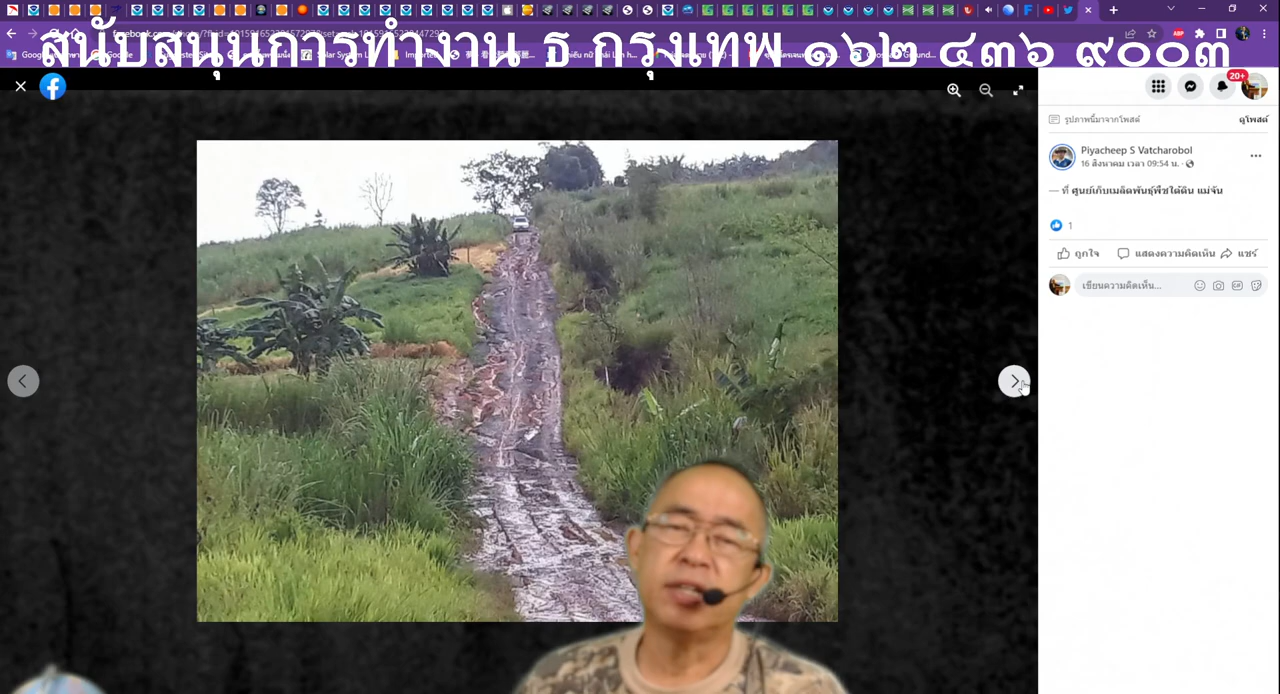 สนับสนุนการทำงาน ธ กรุงเทพ ๑๖๒ ๔๓๖ ๙๐๐๓
20+
รูปภาพนี้มาจากโพสต์
ดูโพสต์
Piyacheep S Vatcharobol
16 สิงหาคม เวลา 09:54 น.
— ที่ ศูนย์เก็บเมล็ดพันธุ์พืชใต้ดิน แม่จัน
1
ถูกใจ แสดงความคิดเห็น แชร์
เขียนความคิดเห็น...